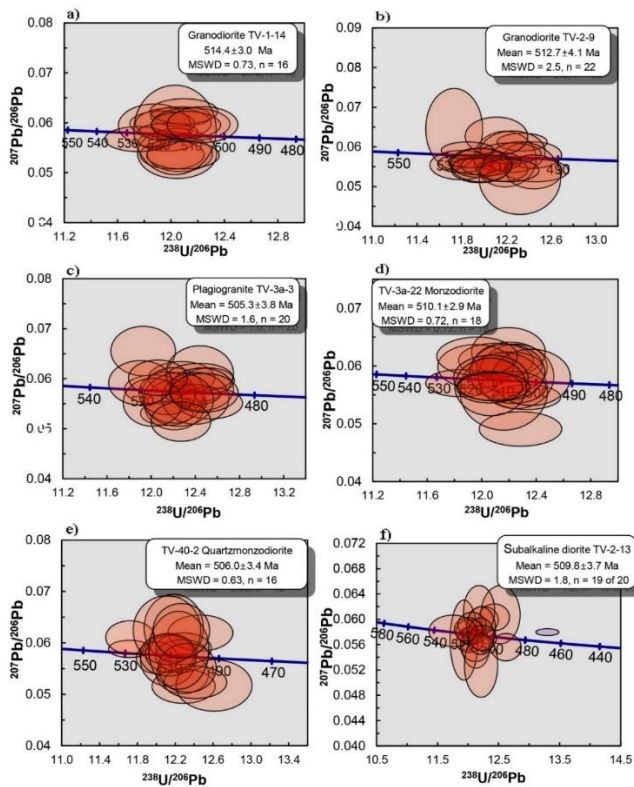 a)
Granodiorite TV-1-14
514.4±3.0 Ma
MSWD = 0.73, n = 16
0.08
0.07
0.06
0.05
550 540 530 500 490 480
11.2 11.6 12.0 12.4 12.8
207Pb/206Pb
238U/206Pb
b)
Granodiorite TV-2-9
Mean = 512.7±4.1 Ma
MSWD = 2.5, n = 22
0.09
0.08
0.07
0.06
0.05
0.04
550 490
11.0 11.4 11.8 12.2 12.6 13.0
207Pb/206Pb
238U/206Pb
c)
Plagiogranite TV-3a-3
Mean = 505.3±3.8 Ma
MSWD = 1.6, n = 20
0.08
0.07
0.06
0.04
540 480
11.2 11.6 12.0 12.4 12.8 13.2
207Pb/206Pb
238U/206Pb
d)
TV-3a-22 Monzodiorite
Mean = 510.1±2.9 Ma
MSWD = 0.72, n = 18
0.07
0.06
0.05
0.04
550 540 530 490 480
11.2 11.6 12.0 12.4 12.8
207Pb/206Pb
238U/206Pb
e)
TV-40-2 Quartzmonzodiorite
Mean = 506.0±3.4 Ma
MSWD = 0.63, n = 16
0.08
0.07
0.06
0.05
0.04
550 530 490 470
11.0 11.4 11.8 12.2 12.6 13.0 13.4
207Pb/206Pb
238U/206Pb
f)
Subalkaline diorite TV-2-13
Mean = 509.8±3.7 Ma
MSWD = 1.8, n = 19 of 20
0.072
0.068
0.064
0.060
0.056
0.052
0.048
0.044
0.040
580 560 540 500 480 460 440
10.5 11.5 12.5 13.5 14.5
207Pb/206Pb
238U/206Pb